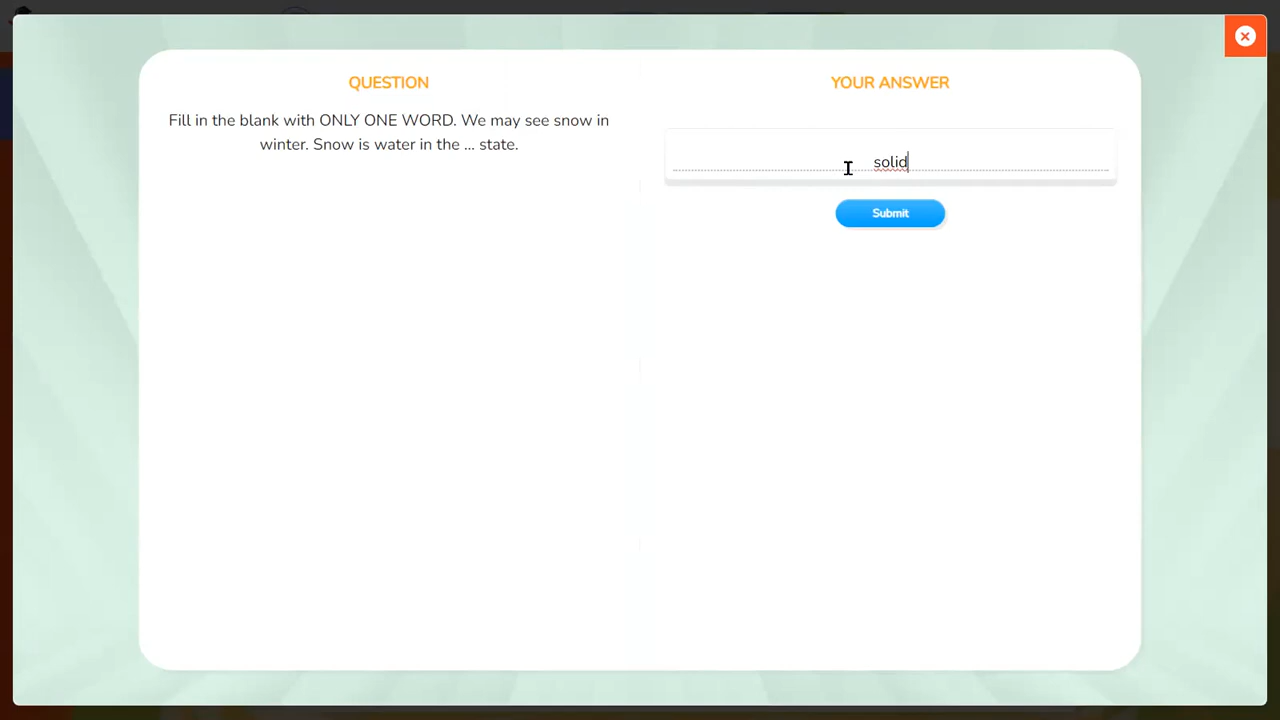 QUESTION
Fill in the blank with ONLY ONE WORD. We may see snow in
winter. Snow is water in the ... state.
YOUR ANSWER
solid
Submit